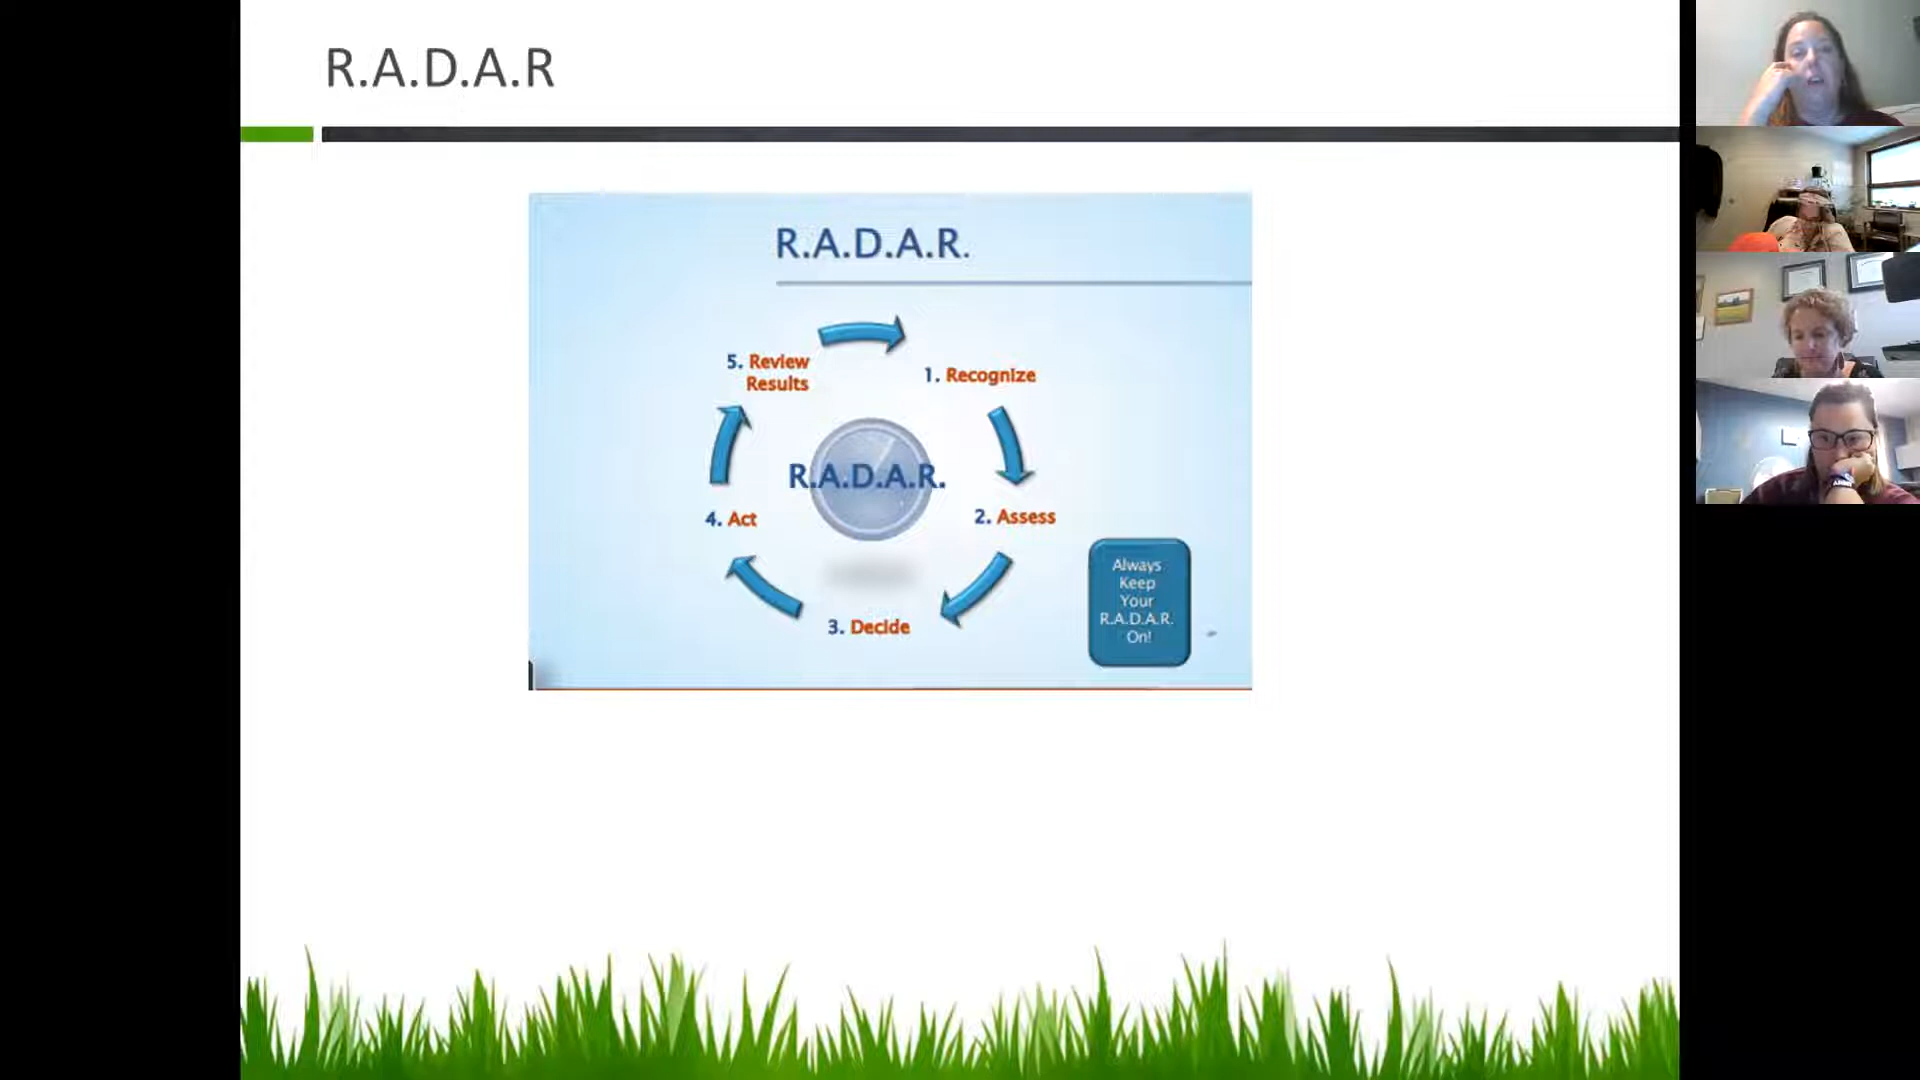 R.A.D.A.R
R.A.D.A.R.
5. Review
Results
1. Recognize
R.A.D.A.R.
4. Act
2. Assess
3. Decide
Always
Keep
Your
R.A.D.A.R.
On!